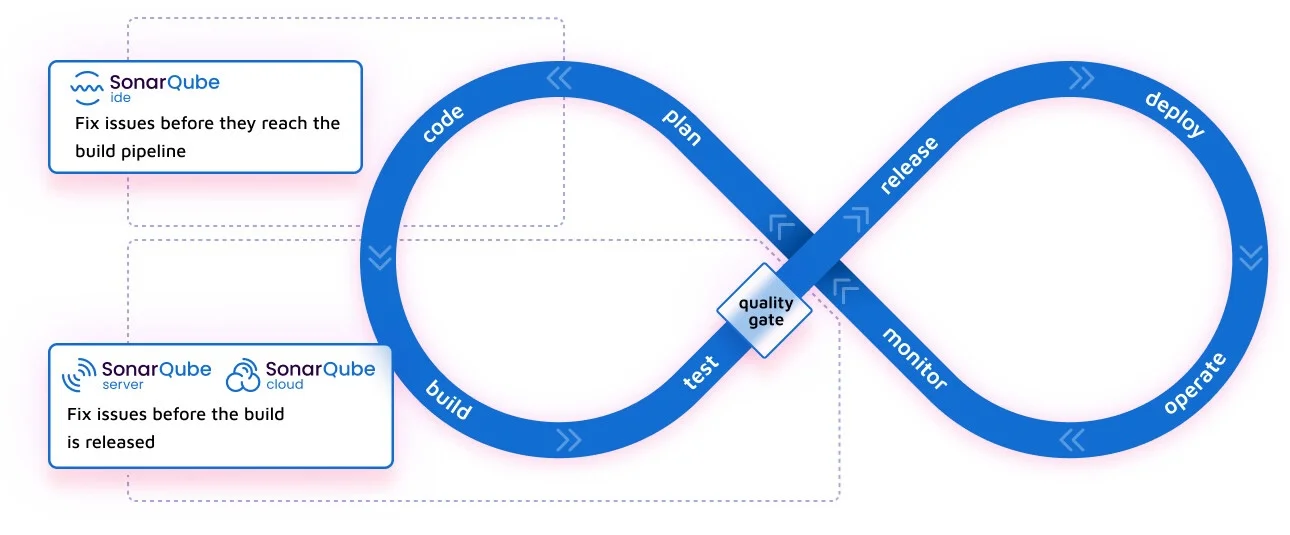 SonarQube
ide
Fix issues before they reach the
build pipeline
code
plan
release
deploy
quality
gate
SonarQube
server
SonarQube
cloud
Fix issues before the build
is released
build
test
monitor
operate